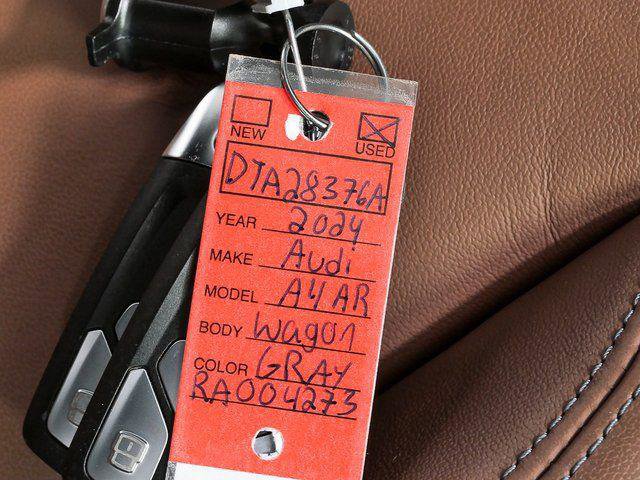 NEW USED
DTA28376A
YEAR 2024
MAKE Audi
MODEL A4 AR
BODY wagon
COLOR GRAY
RA004273